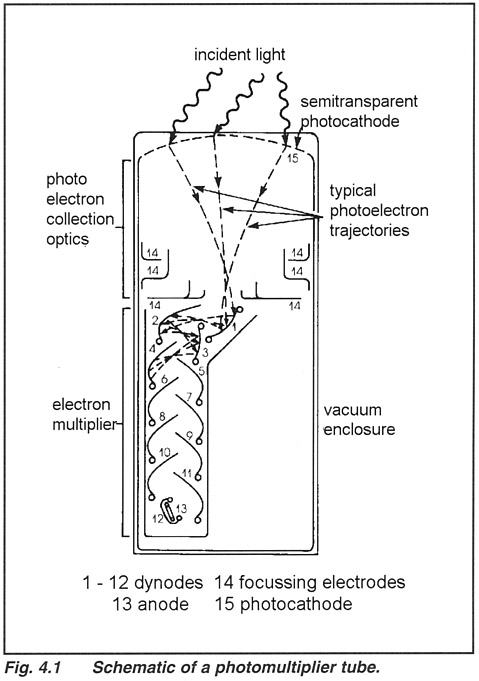 incident light
semitransparent
photocathode
15
photo
electron
collection
optics
typical
photoelectron
trajectories
14
14
14
14
14
14
2
1
4
3
5
6
7
electron
multiplier
8
9
vacuum
enclosure
10
11
12
13
1 - 12 dynodes 14 focussing electrodes
13 anode 15 photocathode
Fig. 4.1 Schematic of a photomultiplier tube.